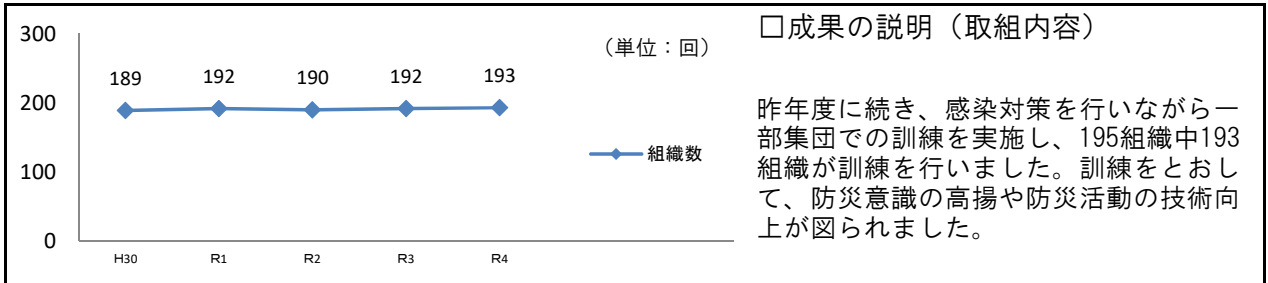 300
200
100
0
（単位：回）
189
192
190
192
193
組織数
H30
R1
R2
R3
R4
□成果の説明（取組内容）
昨年度に続き、感染対策を行いながら一
部集団での訓練を実施し、195組織中193
組織が訓練を行いました。訓練をとおし
て、防災意識の高揚や防災活動の技術向
上が図られました。